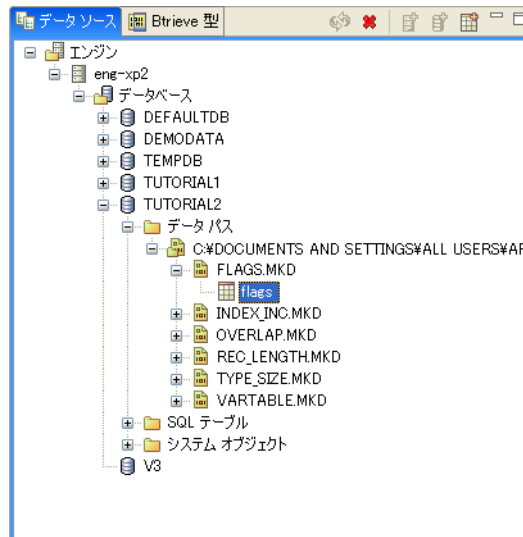 データ ソース Btrieve 型
エンジン
eng-xp2
データベース
DEFAULTDB
DEMODATA
TEMPDB
TUTORIAL1
TUTORIAL2
データ パス
C:¥DOCUMENTS AND SETTINGS¥ALL USERS¥AP
FLAGS.MKD
flags
INDEX_INC.MKD
OVERLAP.MKD
REC_LENGTH.MKD
TYPE_SIZE.MKD
VARTABLE.MKD
SQL テーブル
システム オブジェクト
V3